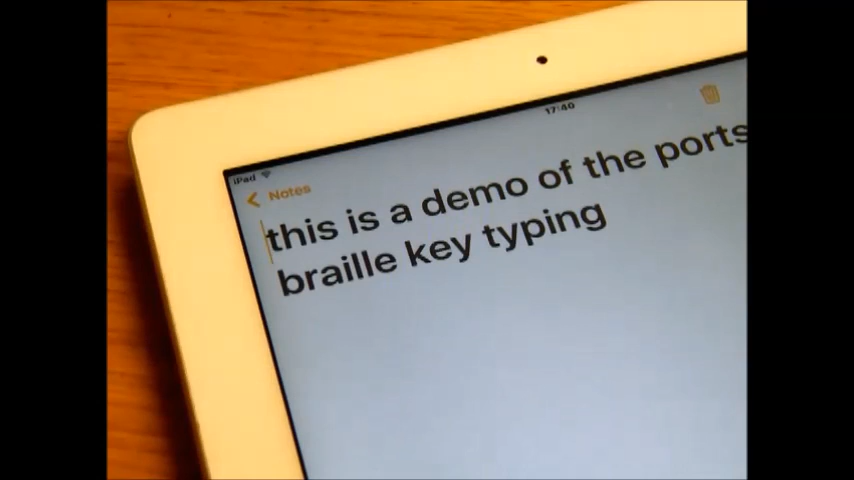 iPad
17:40
Notes
this is a demo of the ports
braille key typing